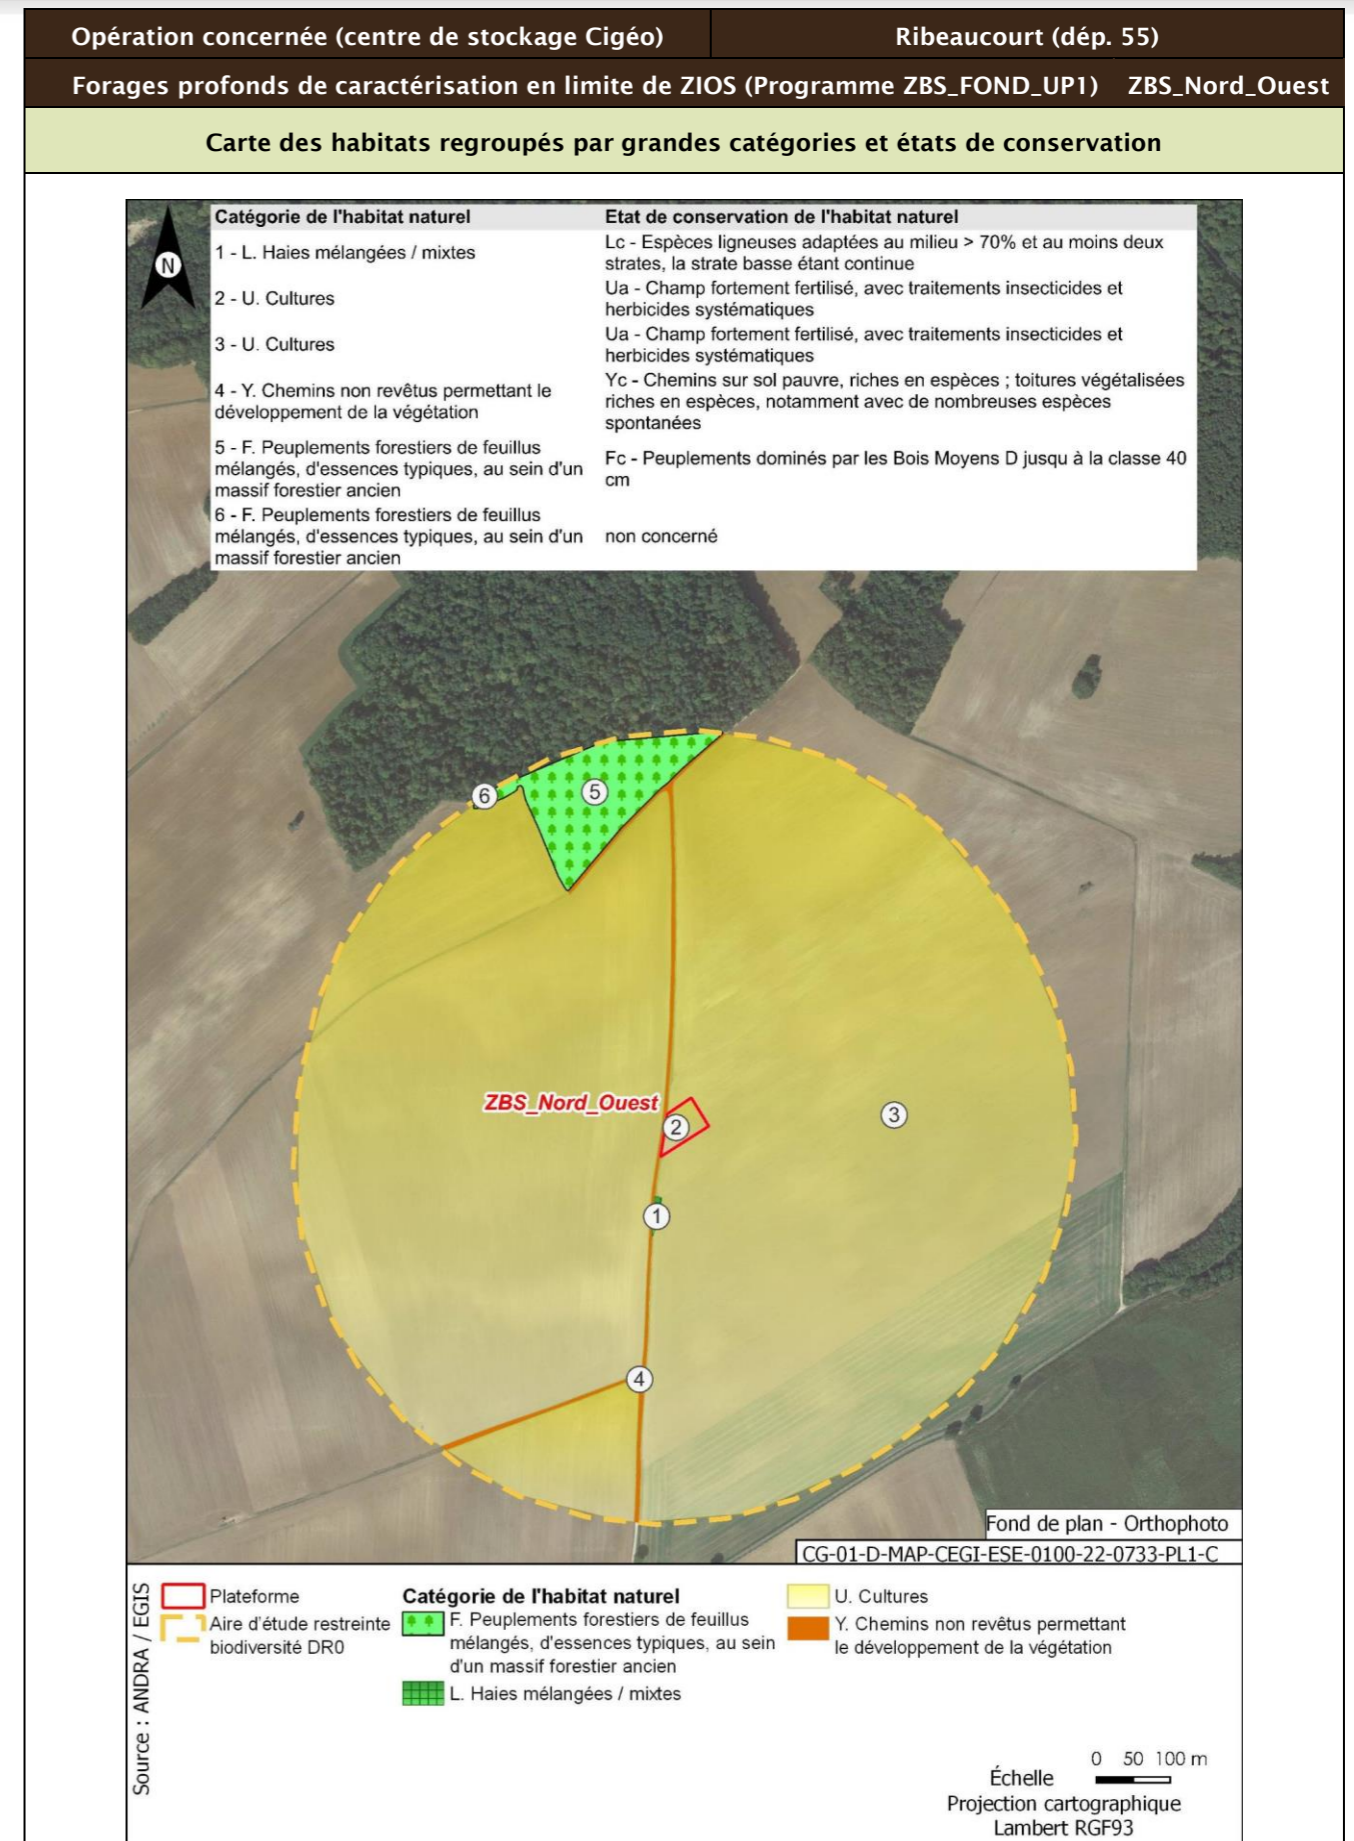 Opération concernée (centre de stockage Cigéo) Ribeaucourt (dép. 55)
Forages profonds de caractérisation en limite de ZIOS (Programme ZBS_FOND_UP1) ZBS_Nord_Ouest
Carte des habitats regroupés par grandes catégories et états de conservation
N
Catégorie de l'habitat naturel Etat de conservation de l'habitat naturel
1 - L. Haies mélangées / mixtes
Lc - Espèces ligneuses adaptées au milieu > 70% et au moins deux
strates, la strate basse étant continue
2 - U. Cultures
Ua - Champ fortement fertilisé, avec traitements insecticides et
herbicides systématiques
3 - U. Cultures
Ua - Champ fortement fertilisé, avec traitements insecticides et
herbicides systématiques
4 - Y. Chemins non revêtus permettant le
développement de la végétation
Yc - Chemins sur sol pauvre, riches en espèces ; toitures végétalisées
riches en espèces, notamment avec de nombreuses espèces
spontanées
5 - F. Peuplements forestiers de feuillus
mélangés, d'essences typiques, au sein d'un
massif forestier ancien
Fc - Peuplements dominés par les Bois Moyens D jusqu à la classe 40
cm
6 - F. Peuplements forestiers de feuillus
mélangés, d'essences typiques, au sein d'un
massif forestier ancien
non concerné
6
5
ZBS_Nord_Ouest
2
3
1
4
Fond de plan - Orthophoto
CG-01-D-MAP-CEGI-ESE-0100-22-0733-PL1-C
Source : ANDRA / EGIS
Plateforme
Aire d'étude restreinte
biodiversité DR0
Catégorie de l'habitat naturel
F. Peuplements forestiers de feuillus
mélangés, d'essences typiques, au sein
d'un massif forestier ancien
L. Haies mélangées / mixtes
U. Cultures
Y. Chemins non revêtus permettant
le développement de la végétation
0 50 100 m
Échelle
Projection cartographique
Lambert RGF93